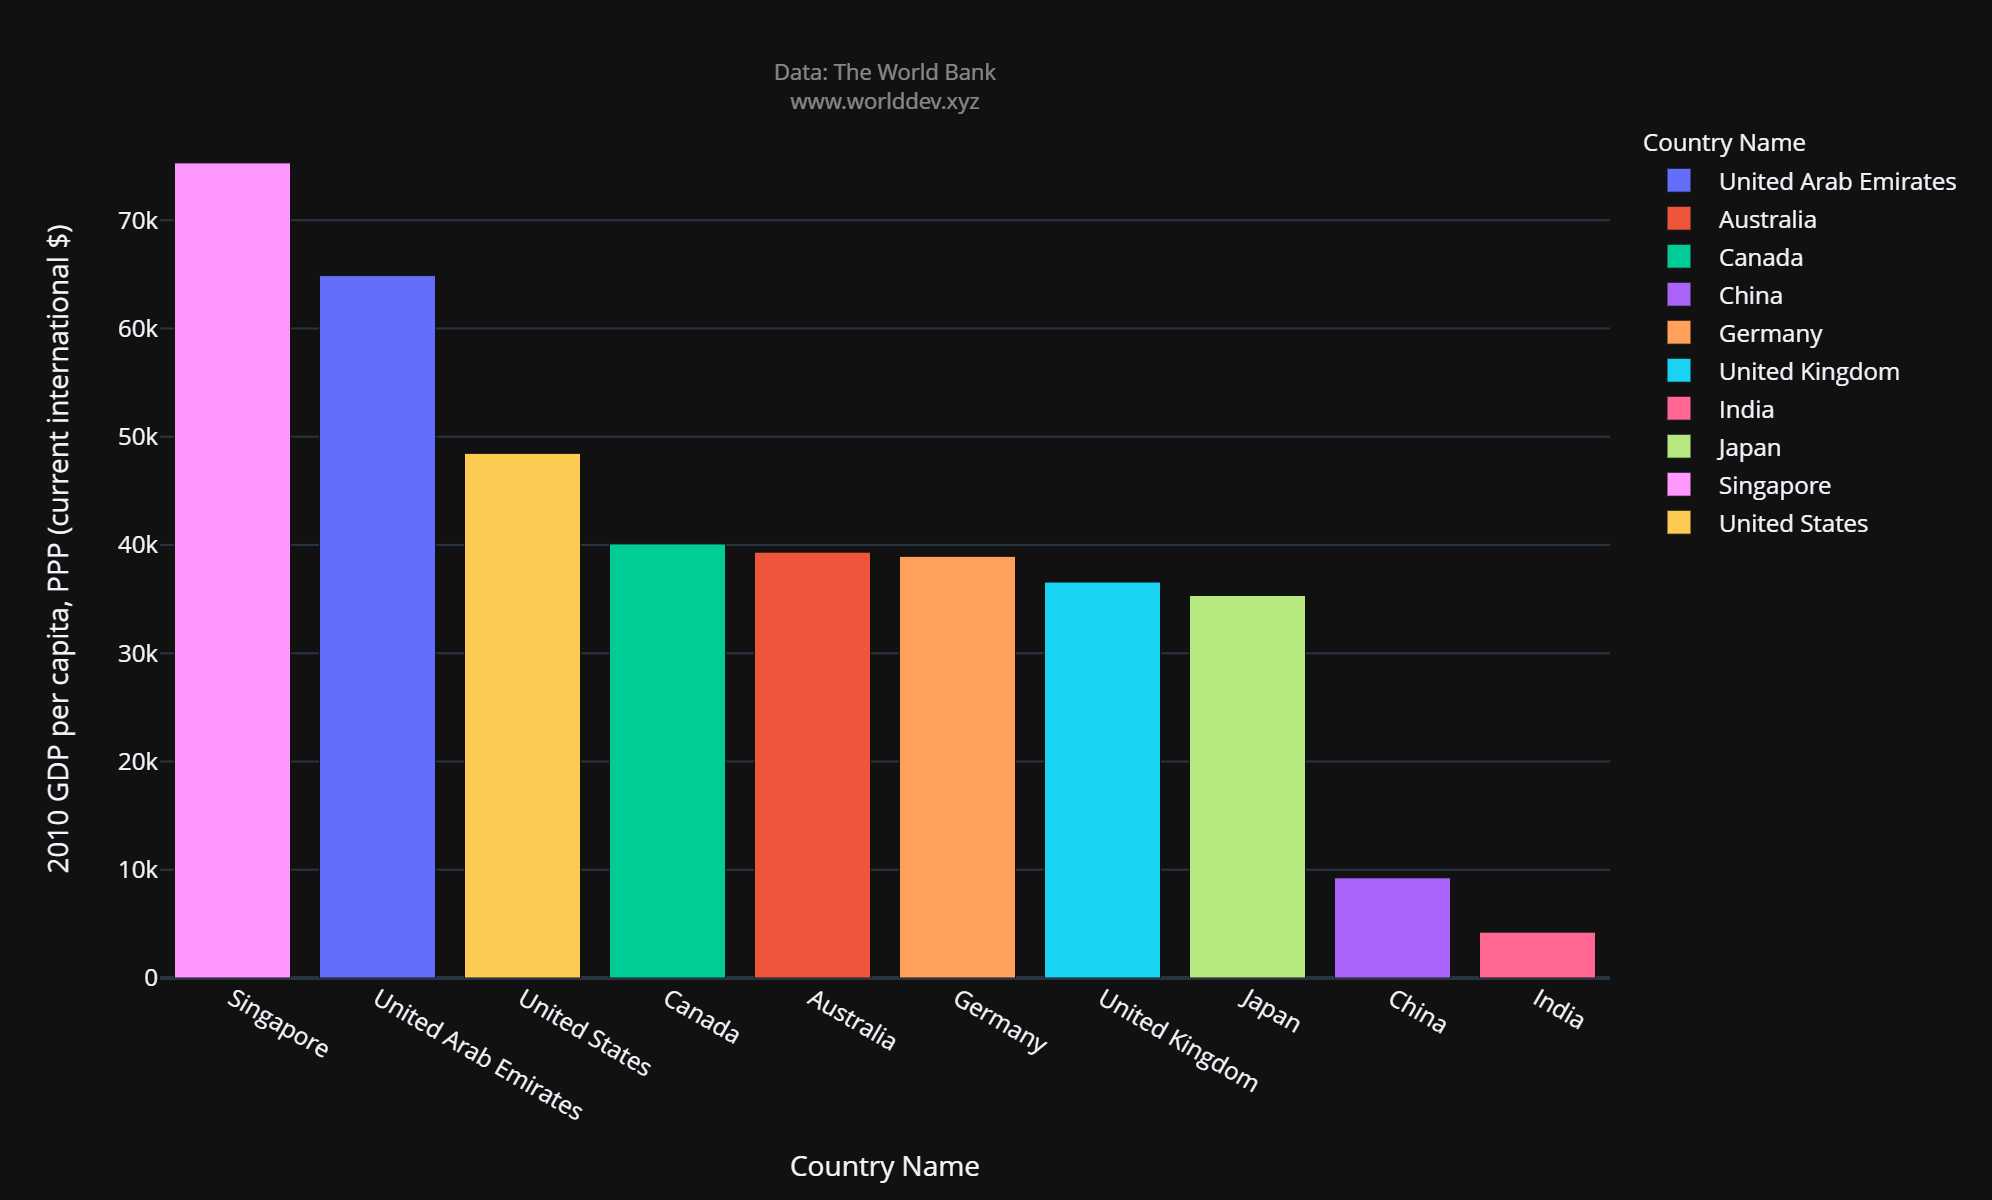 Data: The World Bank
www.worlddev.xyz
2010 GDP per capita, PPP (current international $)
70k
60k
50k
40k
30k
20k
10k
0
Singapore
United Arab Emirates
United States
Canada
Australia
Germany
United Kingdom
Japan
China
India
Country Name
Country Name
United Arab Emirates
Australia
Canada
China
Germany
United Kingdom
India
Japan
Singapore
United States